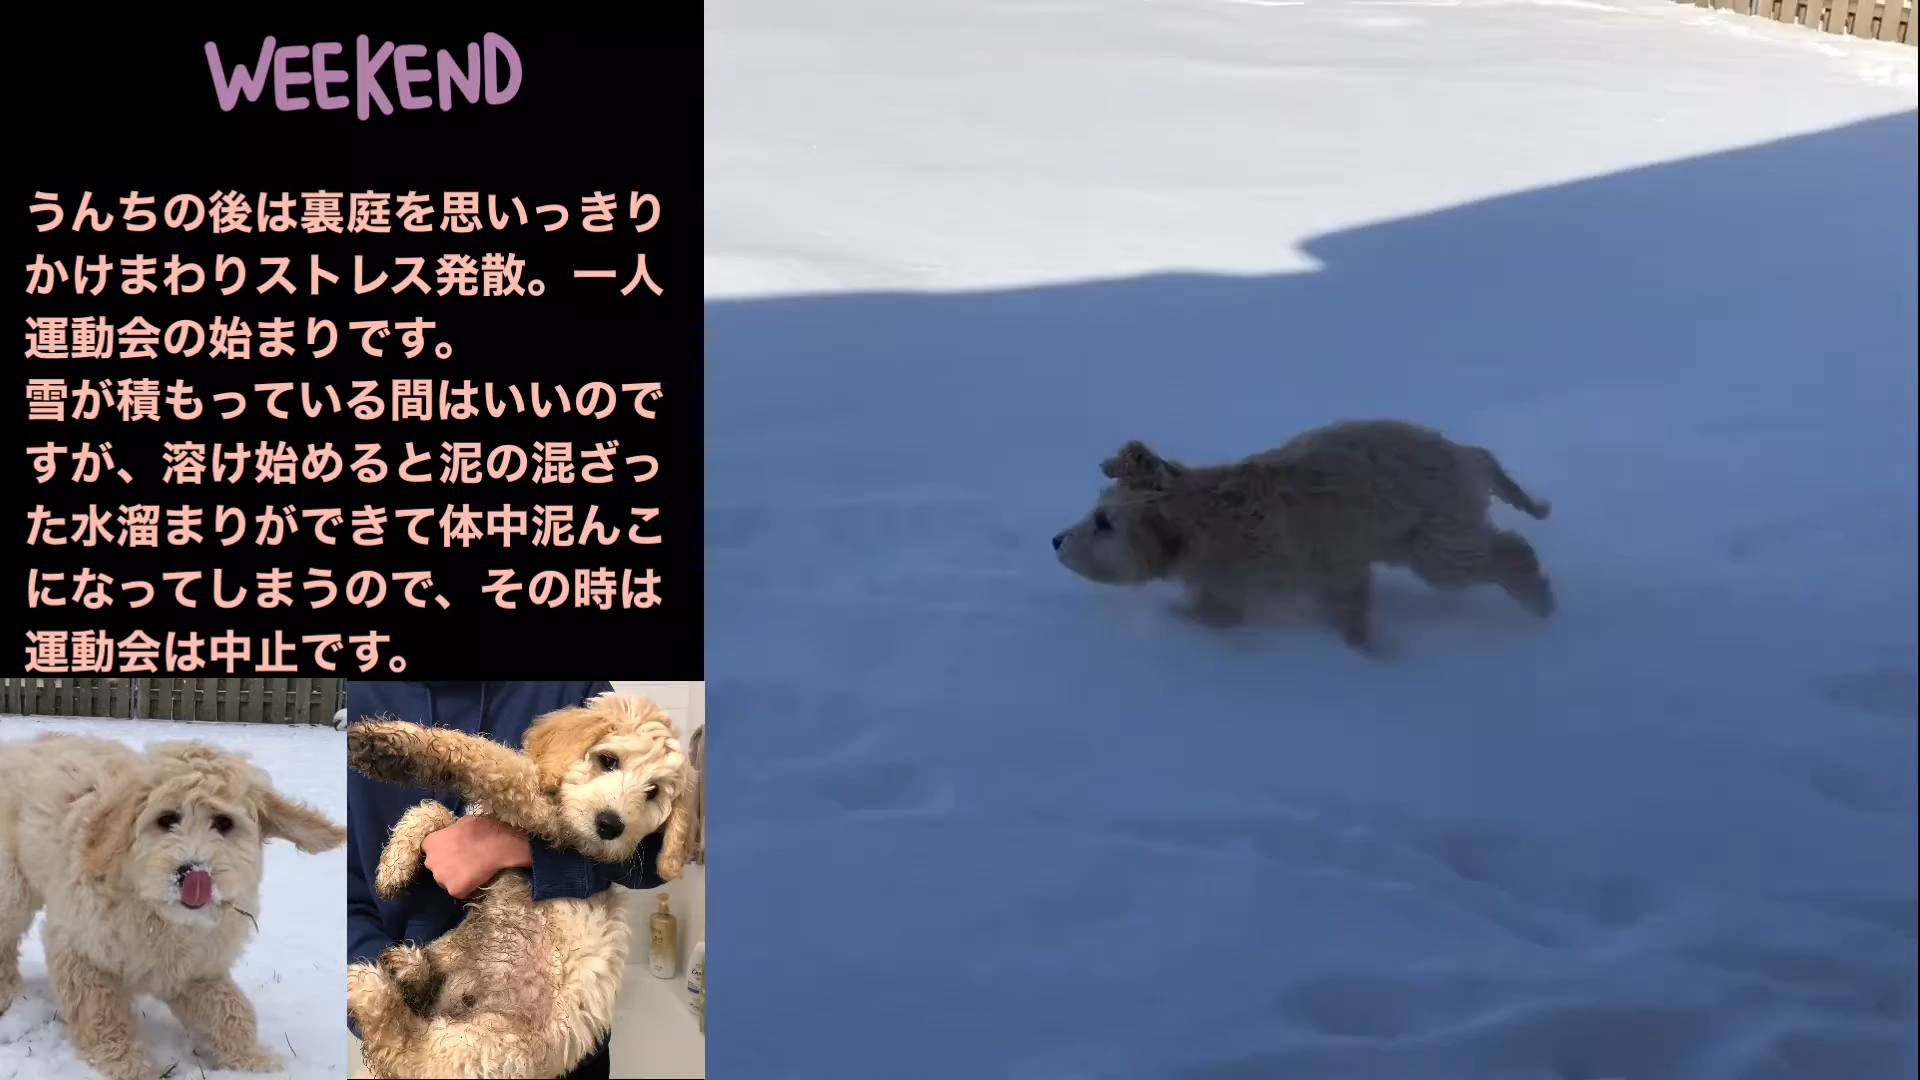 WEEKEND
うんちの後は裏庭を思いっきり
かけまわりストレス発散。一人
運動会の始まりです。
雪が積もっている間はいいので
すが、溶け始めると泥の混ざっ
た水溜まりができて体中泥んこ
になってしまうので、その時は
運動会は中止です。